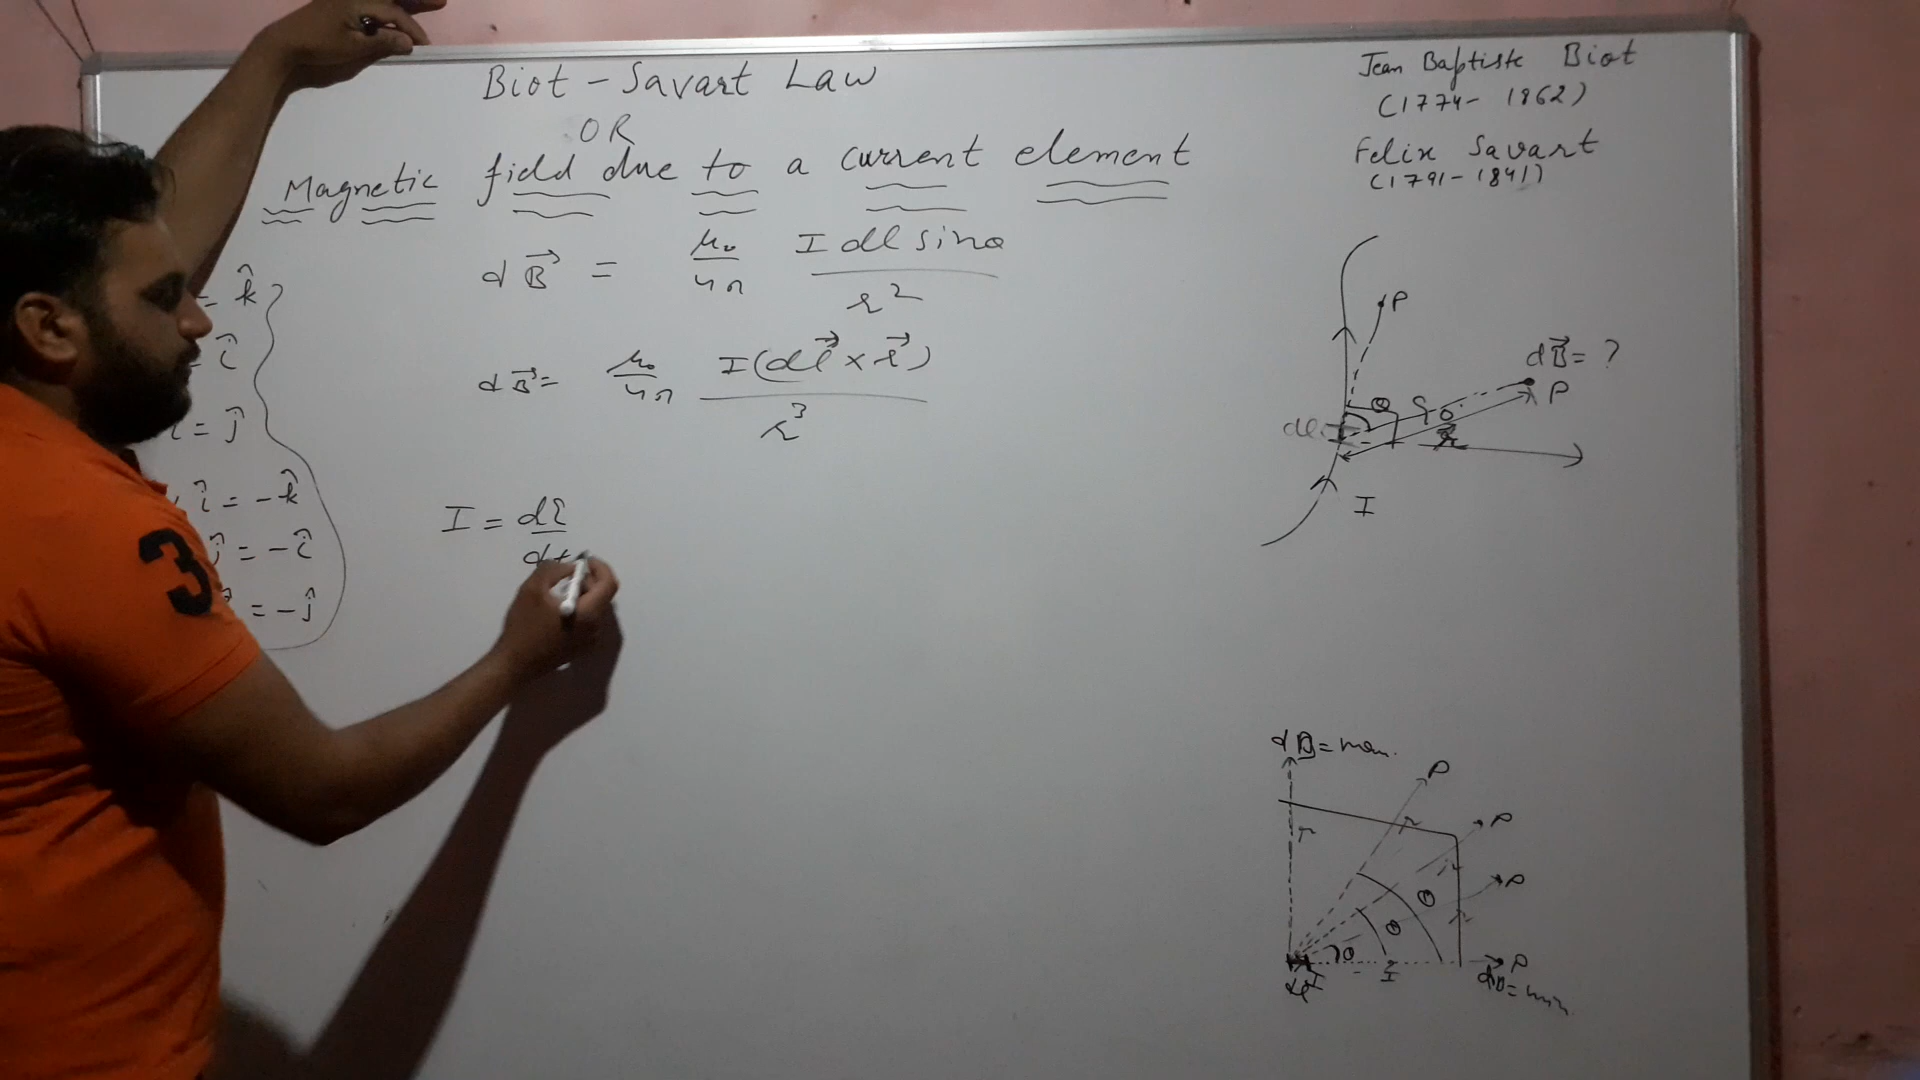 Biot - Savart Law
OR
Magnetic field due to a current element
dB⃗ = μ₀/4π I dl sinθ / r²
dB⃗ = μ₀/4π I(dl⃗ × r⃗) / r³
I = dq/dt
= k̂
= î
= ĵ
î = -k̂
ĵ = -î
= -ĵ
3
Jean Baptiste Biot
(1774- 1862)
Felix Savart
(1791-1841)
P
dB⃗ = ?
P
θ
dl
r⃗
I
dB = max.
P
r
r
P
r
P
r
θ
θ
θ
I
P
dl
I
dB = min